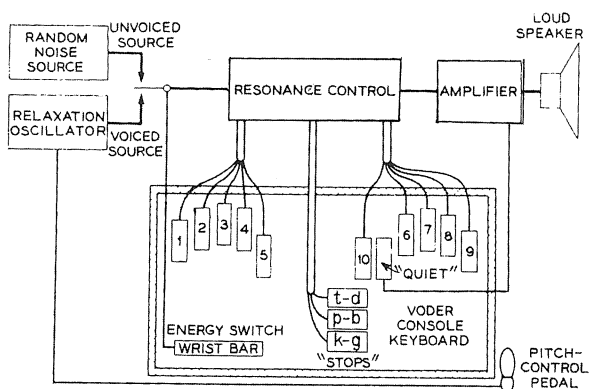 RANDOM
NOISE
SOURCE
UNVOICED
SOURCE
RELAXATION
OSCILLATOR
VOICED
SOURCE
RESONANCE CONTROL
AMPLIFIER
LOUD
SPEAKER
1
2
3
4
5
10
"QUIET"
6
7
8
9
t-d
p-b
k-g
"STOPS"
ENERGY SWITCH
WRIST BAR
VODER
CONSOLE
KEYBOARD
PITCH-
CONTROL
PEDAL